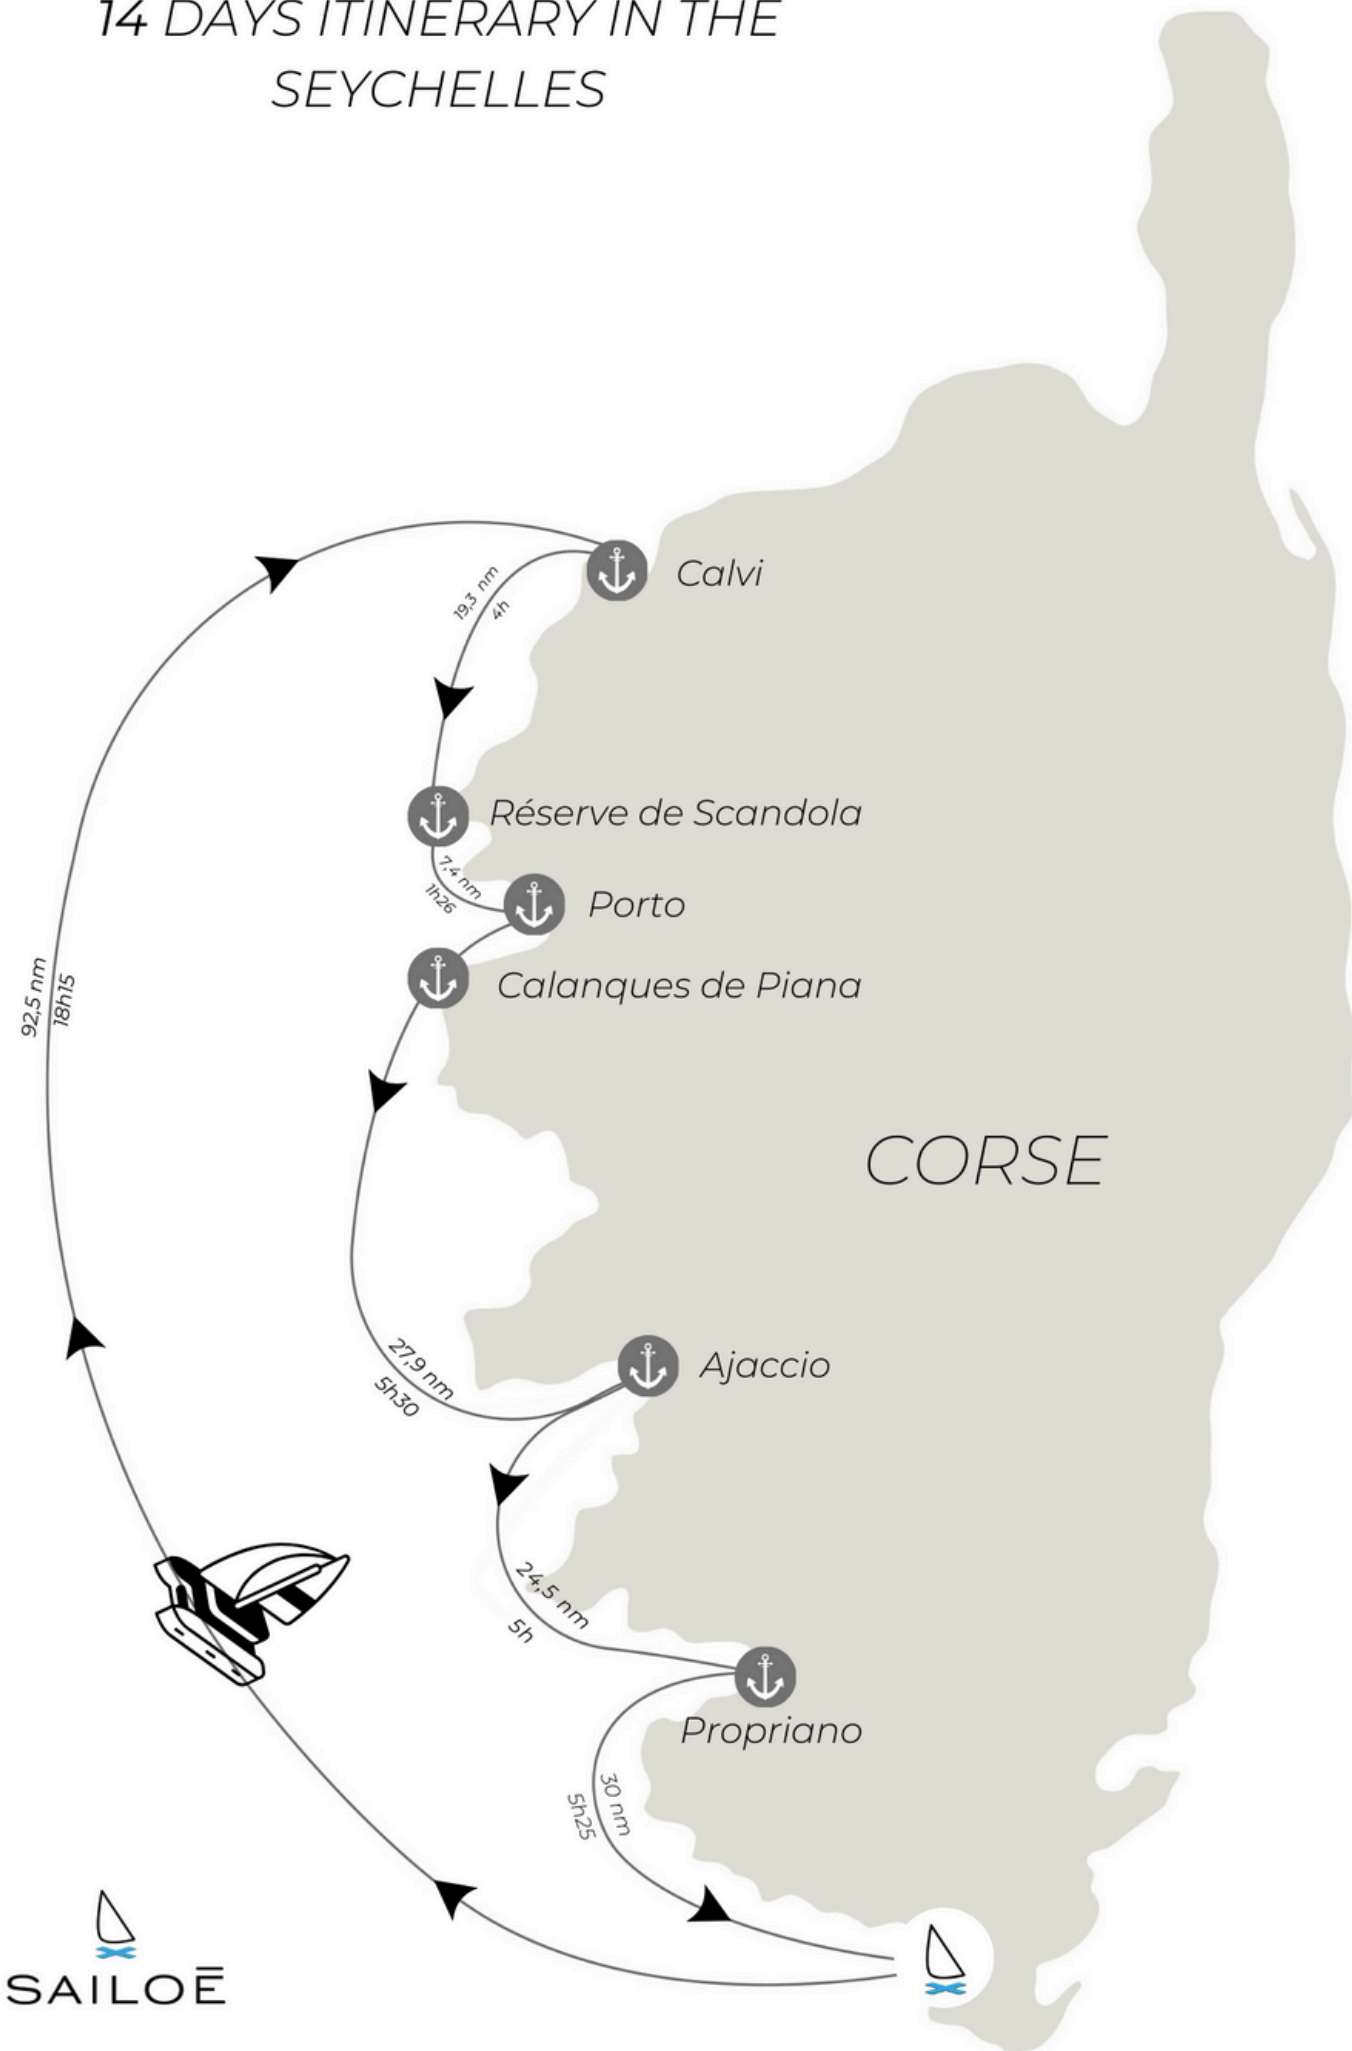 14 DAYS ITINERARY IN THE
SEYCHELLES
Calvi
19,3 nm
4h
Réserve de Scandola
7,4 nm
1h26
Porto
Calanques de Piana
92,5 nm
18h15
CORSE
27,9 nm
5h30
Ajaccio
24,5 nm
5h
Propriano
30 nm
5h25
SAILOĒ